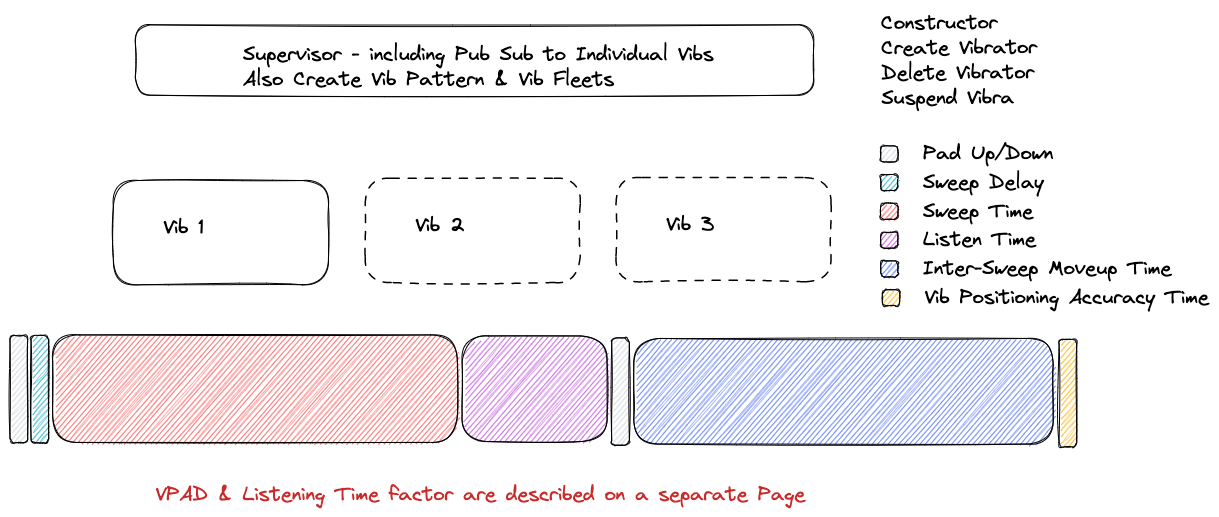 Supervisor - including Pub Sub to Individual Vibs
Also Create Vib Pattern & Vib Fleets
Constructor
Create Vibrator
Delete Vibrator
Suspend Vibra
Pad Up/Down
Sweep Delay
Sweep Time
Listen Time
Inter-Sweep Moveup Time
Vib Positioning Accuracy Time
Vib 1
Vib 2
Vib 3
VPAD & Listening Time factor are described on a separate Page